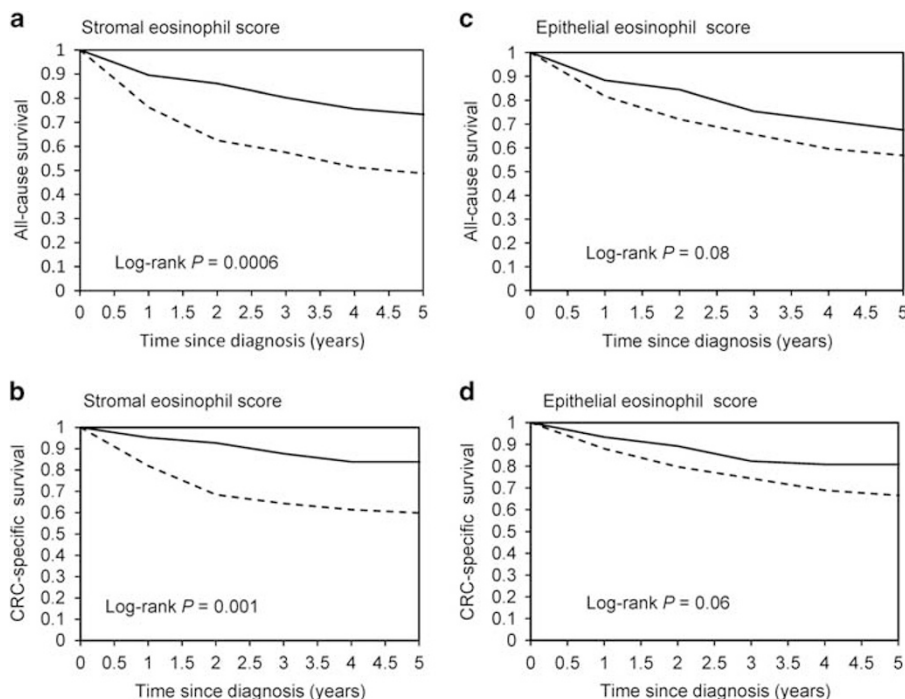 a
Stromal eosinophil score
All-cause survival
1
0.9
0.8
0.7
0.6
0.5
0.4
0.3
0.2
0.1
0
Log-rank P = 0.0006
0 0.5 1 1.5 2 2.5 3 3.5 4 4.5 5
Time since diagnosis (years)
b
Stromal eosinophil score
CRC-specific survival
1
0.9
0.8
0.7
0.6
0.5
0.4
0.3
0.2
0.1
0
Log-rank P = 0.001
0 0.5 1 1.5 2 2.5 3 3.5 4 4.5 5
Time since diagnosis (years)
c
Epithelial eosinophil score
All-cause survival
1
0.9
0.8
0.7
0.6
0.5
0.4
0.3
0.2
0.1
0
Log-rank P = 0.08
0 0.5 1 1.5 2 2.5 3 3.5 4 4.5 5
Time since diagnosis (years)
d
Epithelial eosinophil score
CRC-specific survival
1
0.9
0.8
0.7
0.6
0.5
0.4
0.3
0.2
0.1
0
Log-rank P = 0.06
0 0.5 1 1.5 2 2.5 3 3.5 4 4.5 5
Time since diagnosis (years)